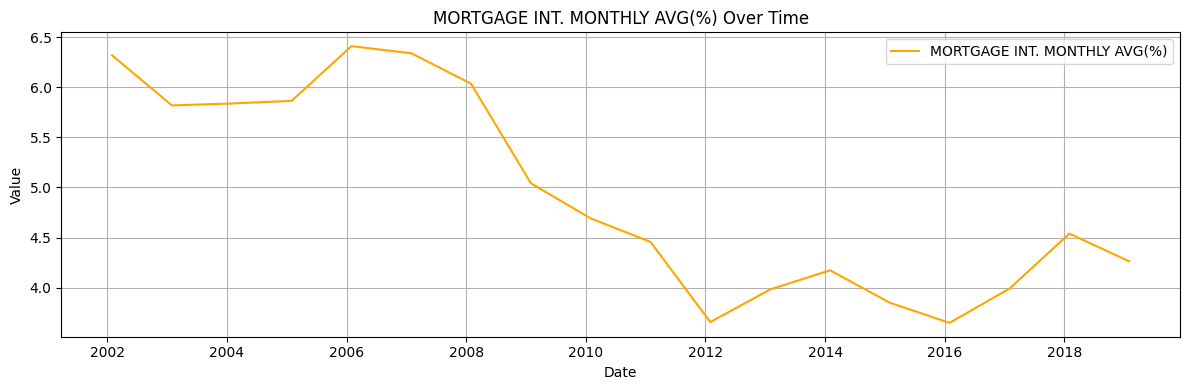 MORTGAGE INT. MONTHLY AVG(%) Over Time
MORTGAGE INT. MONTHLY AVG(%)
Value
6.5
6.0
5.5
5.0
4.5
4.0
2002 2004 2006 2008 2010 2012 2014 2016 2018
Date